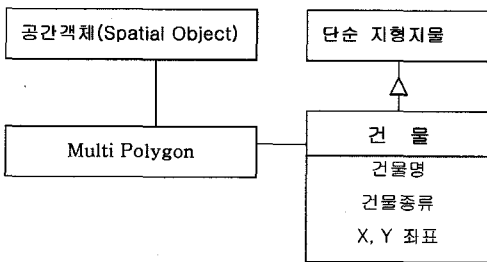 공간객체(Spatial Object)
단순 지형지물
Multi Polygon
건 물
건물명
건물종류
X, Y 좌표